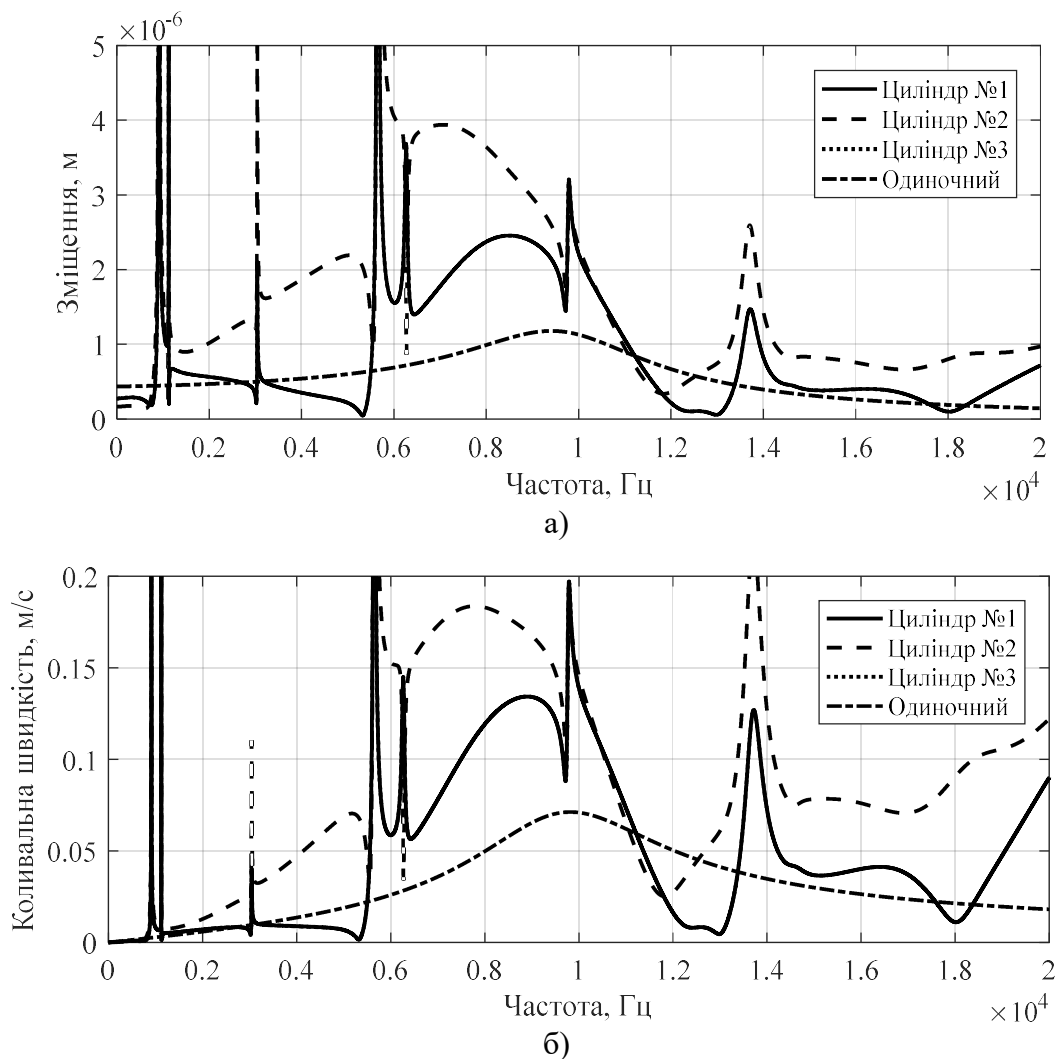 ×10-6
5
4
3
2
1
0
Зміщення, м
Циліндр №1
Циліндр №2
Циліндр №3
Одиночний
0 0.2 0.4 0.6 0.8 1 1.2 1.4 1.6 1.8 2
Частота, Гц
×104
а)
0.2
0.15
0.1
0.05
0
Коливальна швидкість, м/с
Циліндр №1
Циліндр №2
Циліндр №3
Одиночний
0 0.2 0.4 0.6 0.8 1 1.2 1.4 1.6 1.8 2
Частота, Гц
×104
б)